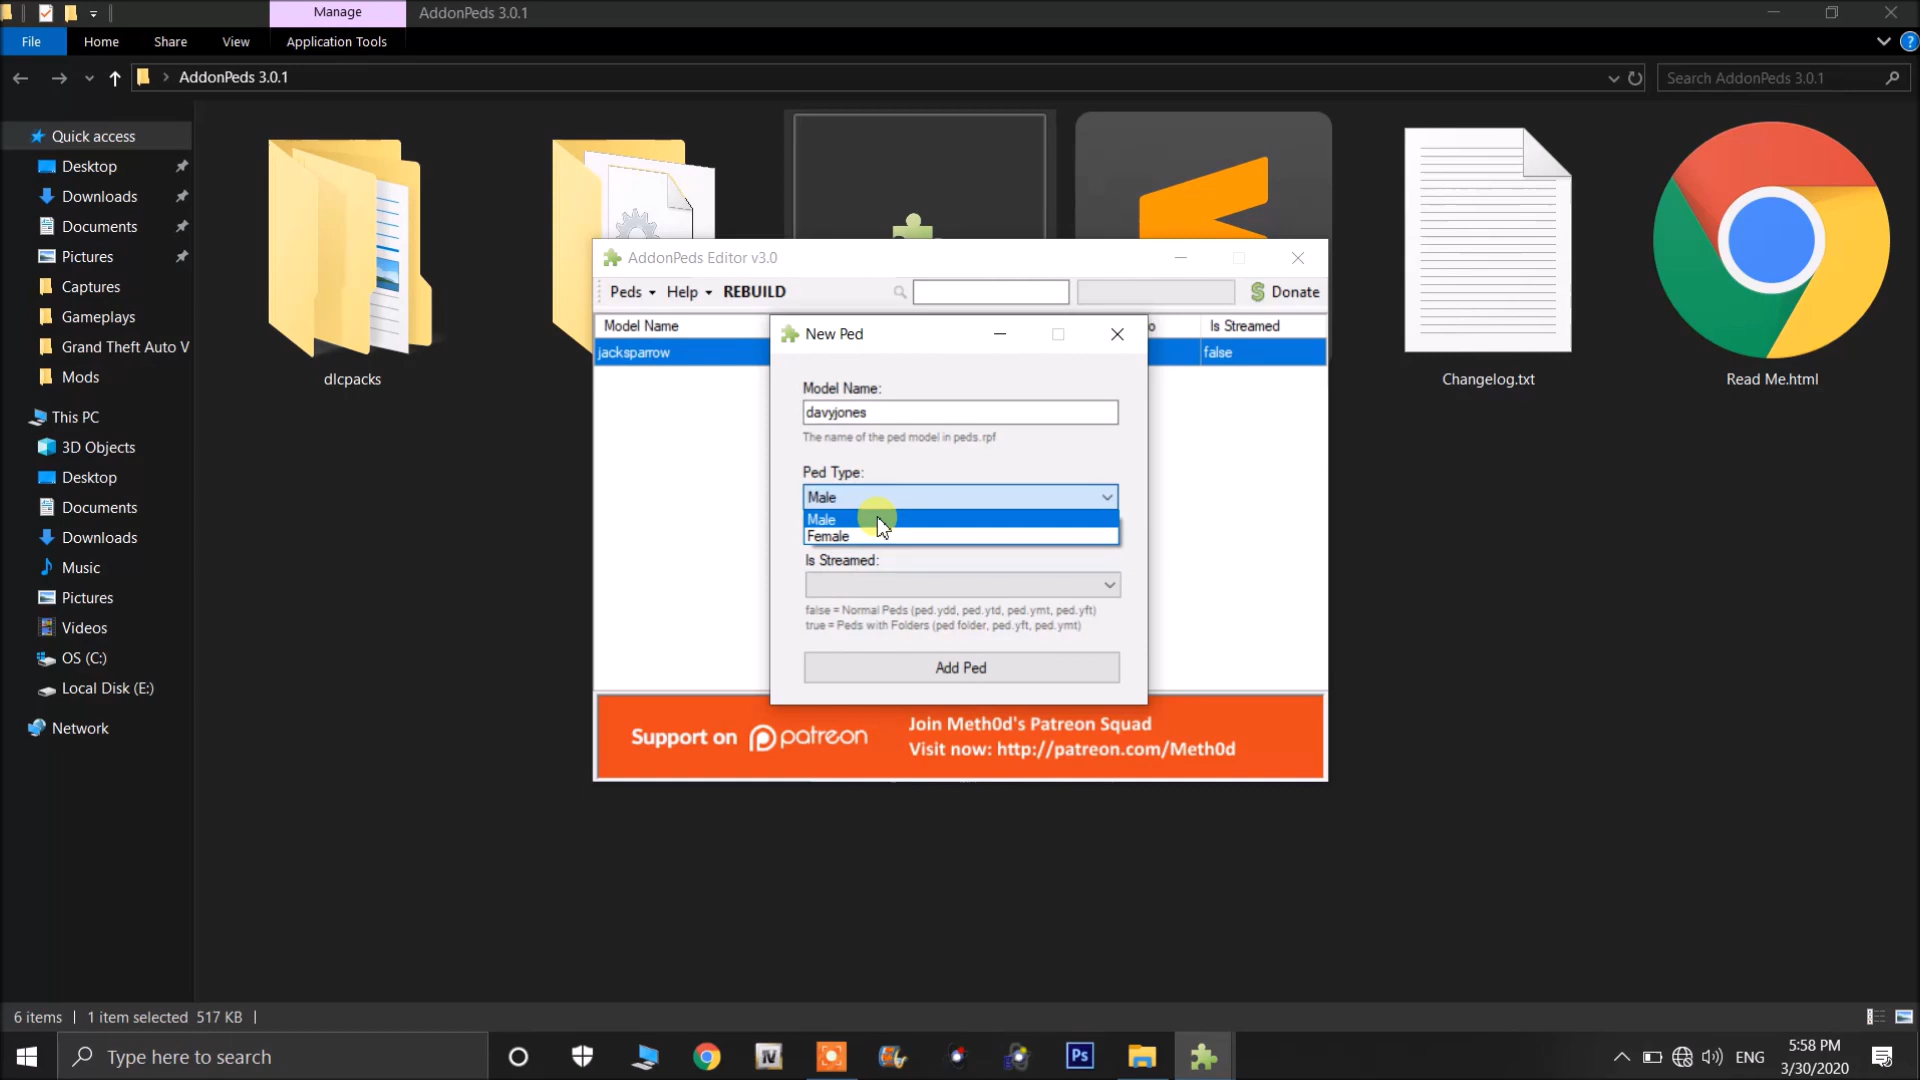 Manage
AddonPeds 3.0.1
File
Home
Share
View
Application Tools
AddonPeds 3.0.1
Search AddonPeds 3.0.1
Quick access
Desktop
Downloads
Documents
Pictures
Captures
Gameplays
Grand Theft Auto V
Mods
This PC
3D Objects
Desktop
Documents
Downloads
Music
Pictures
Videos
OS (C:)
Local Disk (E:)
Network
dlcpacks
Changelog.txt
Read Me.html
AddonPeds Editor v3.0
Peds
Help
REBUILD
Donate
Model Name
Is Streamed
jacksparrow
false
New Ped
Model Name:
davyjones
The name of the ped model in peds.rpf
Ped Type:
Male
Male
Female
Is Streamed:
false = Normal Peds (ped.ydd, ped.ytd, ped.ymt, ped.yft)
true = Peds with Folders (ped folder, ped.yft, ped.ymt)
Add Ped
Support on patreon
Join Meth0d's Patreon Squad
Visit now: http://patreon.com/Meth0d
6 items
1 item selected 517 KB
Type here to search
IV
Ps
ENG
5:58 PM
3/30/2020